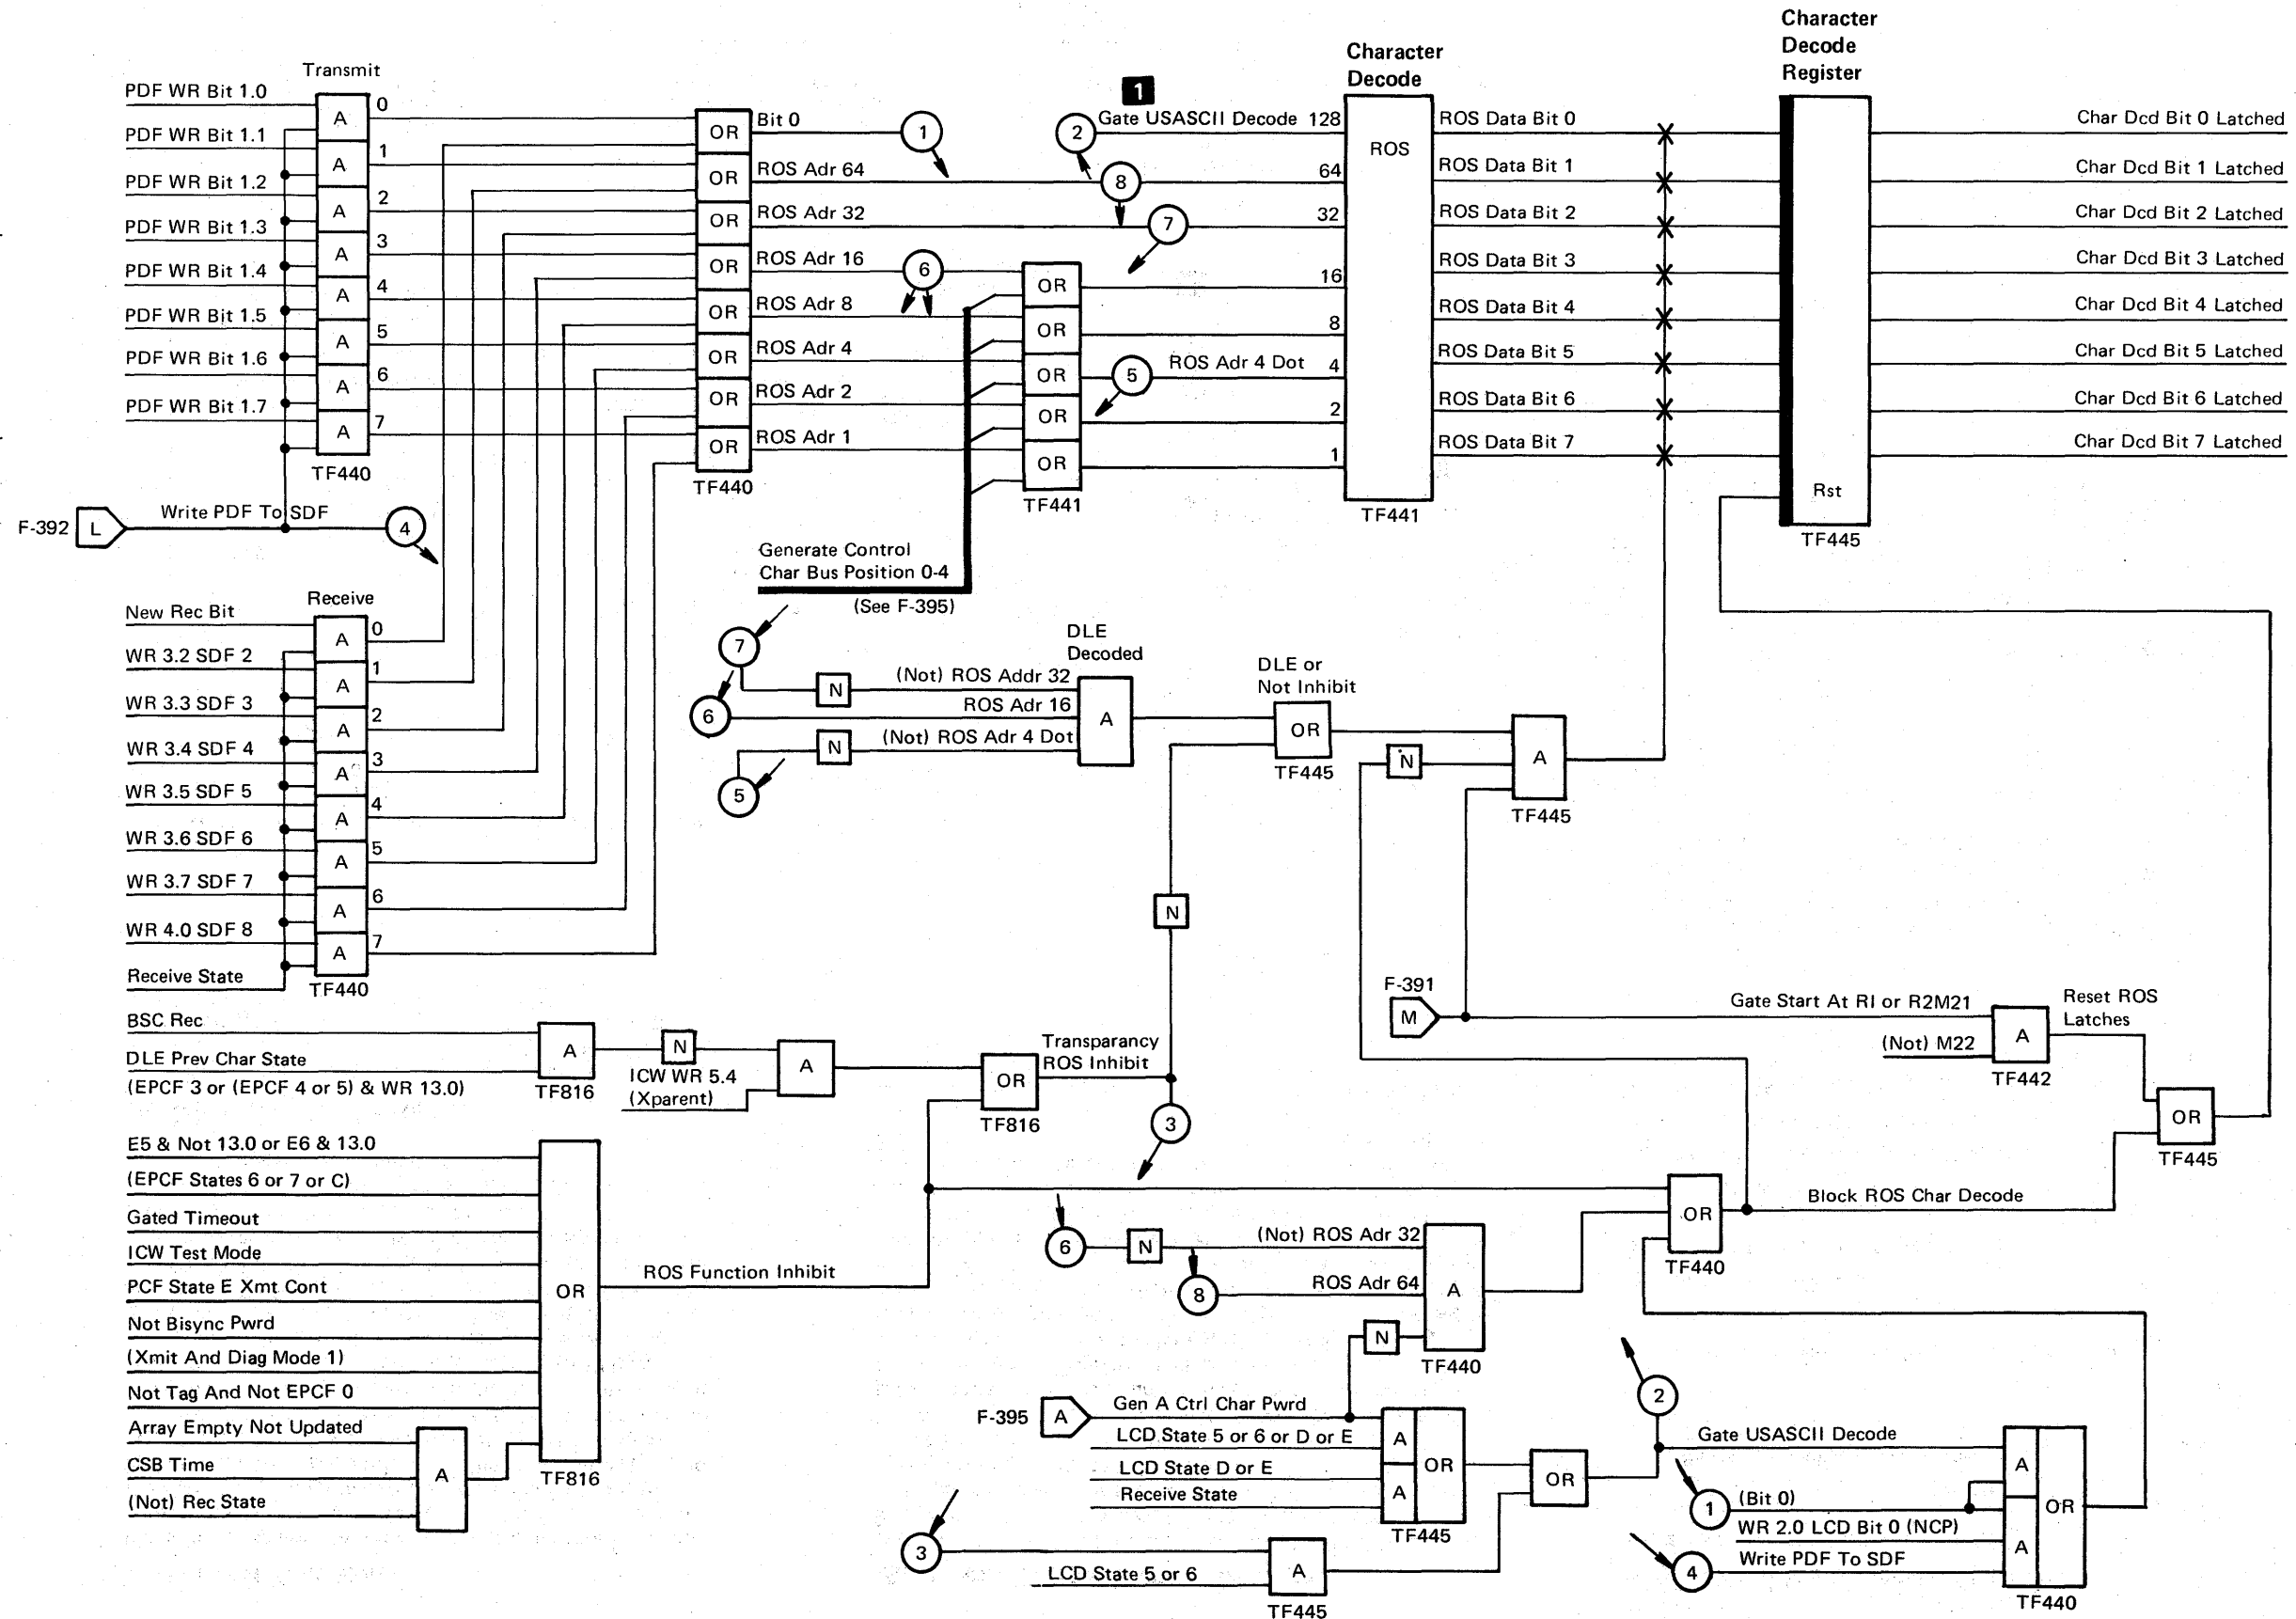 Character
Decode
Register
Character
Decode
Transmit
PDF WR Bit 1.0
PDF WR Bit 1.1
PDF WR Bit 1.2
PDF WR Bit 1.3
PDF WR Bit 1.4
PDF WR Bit 1.5
PDF WR Bit 1.6
PDF WR Bit 1.7
A 0
A 1
A 2
A 3
A 4
A 5
A 6
A 7
TF440
F-392 L Write PDF To SDF 4
OR Bit 0 1
OR ROS Adr 64
OR ROS Adr 32
OR ROS Adr 16 6
OR ROS Adr 8
OR ROS Adr 4
OR ROS Adr 2
OR ROS Adr 1
TF440
1
2 Gate USASCII Decode 128
8 64
7 32
OR 16
OR 8
OR 5 ROS Adr 4 Dot 4
OR 2
OR 1
TF441
ROS
TF441
ROS Data Bit 0
ROS Data Bit 1
ROS Data Bit 2
ROS Data Bit 3
ROS Data Bit 4
ROS Data Bit 5
ROS Data Bit 6
ROS Data Bit 7
Rst
TF445
Char Dcd Bit 0 Latched
Char Dcd Bit 1 Latched
Char Dcd Bit 2 Latched
Char Dcd Bit 3 Latched
Char Dcd Bit 4 Latched
Char Dcd Bit 5 Latched
Char Dcd Bit 6 Latched
Char Dcd Bit 7 Latched
Generate Control
Char Bus Position 0-4
(See F-395)
Receive
New Rec Bit
WR 3.2 SDF 2
WR 3.3 SDF 3
WR 3.4 SDF 4
WR 3.5 SDF 5
WR 3.6 SDF 6
WR 3.7 SDF 7
WR 4.0 SDF 8
Receive State
A 0
A 1
A 2
A 3
A 4
A 5
A 6
A 7
TF440
7
DLE
Decoded
N (Not) ROS Addr 32
6 ROS Adr 16
N (Not) ROS Adr 4 Dot
5
A
DLE or
Not Inhibit
OR
TF445
N
A
TF445
N
BSC Rec
DLE Prev Char State
(EPCF 3 or (EPCF 4 or 5) & WR 13.0)
A
TF816
N
ICW WR 5.4
(Xparent)
A
OR
TF816
Transparancy
ROS Inhibit
3
F-391
M
Gate Start At RI or R2M21
(Not) M22
A
TF442
Reset ROS
Latches
OR
TF445
E5 & Not 13.0 or E6 & 13.0
(EPCF States 6 or 7 or C)
Gated Timeout
ICW Test Mode
PCF State E Xmt Cont
Not Bisync Pwrd
(Xmit And Diag Mode 1)
Not Tag And Not EPCF 0
Array Empty Not Updated
CSB Time
(Not) Rec State
A
OR
TF816
ROS Function Inhibit
6 N (Not) ROS Adr 32
8 ROS Adr 64
N
A
TF440
OR
TF440
Block ROS Char Decode
F-395 A Gen A Ctrl Char Pwrd
LCD State 5 or 6 or D or E
LCD State D or E
Receive State
A
A
OR
TF445
OR
3
LCD State 5 or 6
A
TF445
2
Gate USASCII Decode
1 (Bit 0)
WR 2.0 LCD Bit 0 (NCP)
4 Write PDF To SDF
A
A
OR
TF440